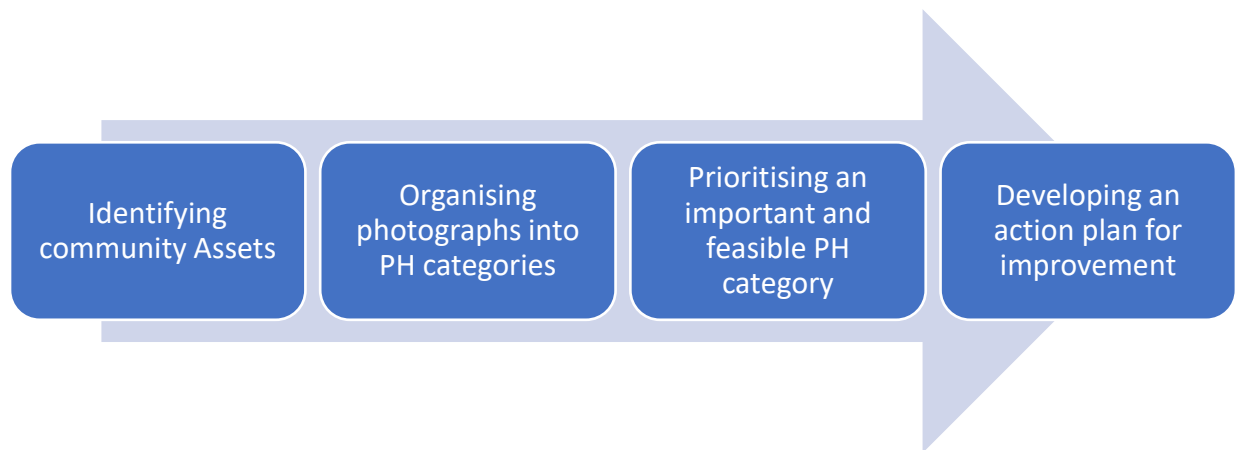 Identifying
community Assets
Organising
photographs into
PH categories
Prioritising an
important and
feasible PH
category
Developing an
action plan for
improvement